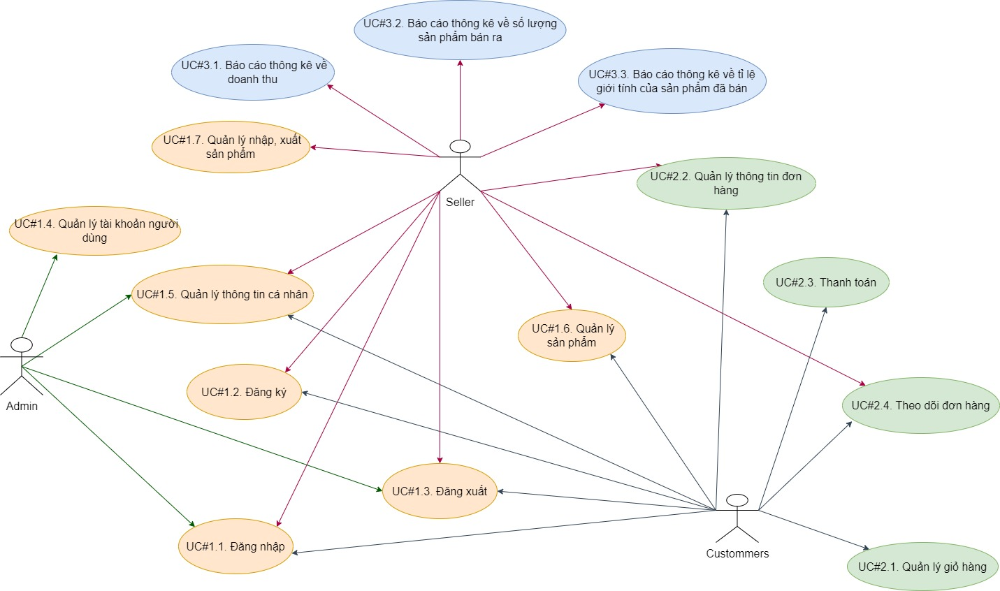 UC#3.2. Báo cáo thông kê về số lượng
sản phẩm bán ra
UC#3.1. Báo cáo thông kê về
doanh thu
UC#3.3. Báo cáo thông kê về tỉ lệ
giới tính của sản phẩm đã bán
UC#1.7. Quản lý nhập, xuất
sản phẩm
UC#2.2. Quản lý thông tin đơn
hàng
Seller
UC#1.4. Quản lý tài khoản người
dùng
UC#1.5. Quản lý thông tin cá nhân
UC#2.3. Thanh toán
UC#1.6. Quản lý
sản phẩm
UC#1.2. Đăng ký
Admin
UC#2.4. Theo dõi đơn hàng
UC#1.3. Đăng xuất
UC#1.1. Đăng nhập
Custommers
UC#2.1. Quản lý giỏ hàng